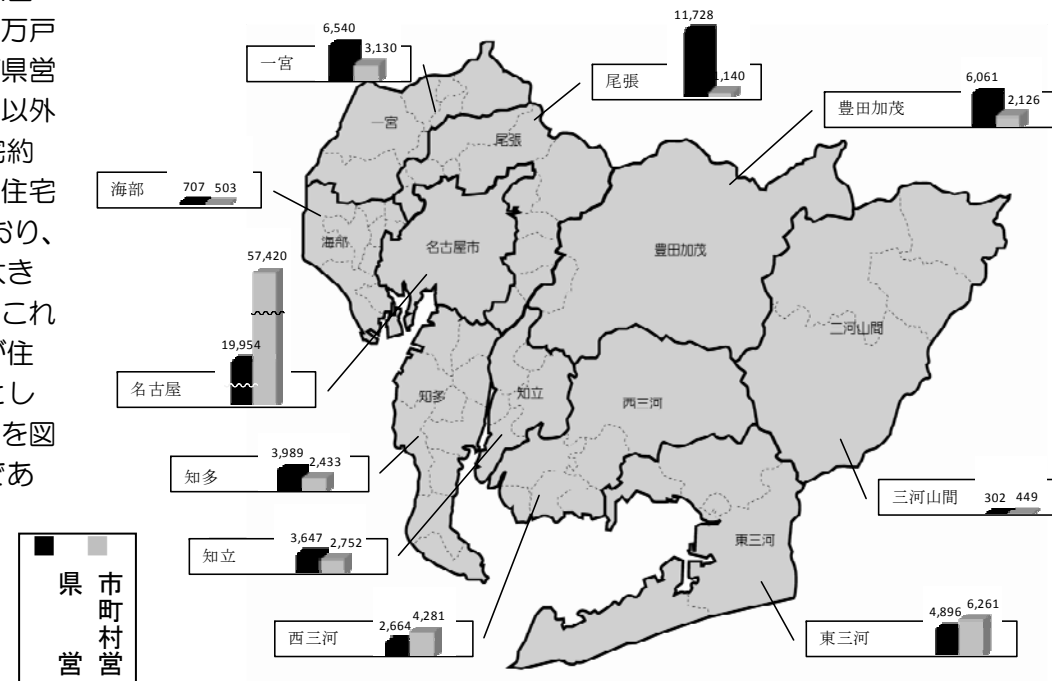 万戸
県営
以外
宅約
住宅
おり、
大き
これ
が住
とし
を図
であ
6,540
3,130
一宮
11,728
1,140
尾張
6,061
2,126
豊田加茂
707 503
海部
57,420
19,954
名古屋
3,989
2,433
知多
3,647
2,752
知立
2,664
4,281
西三河
4,896
6,261
東三河
302 449
三河山間
一宮
尾張
海部
名古屋市
豊田加茂
知多
知立
西三河
東三河
県営
市町村営